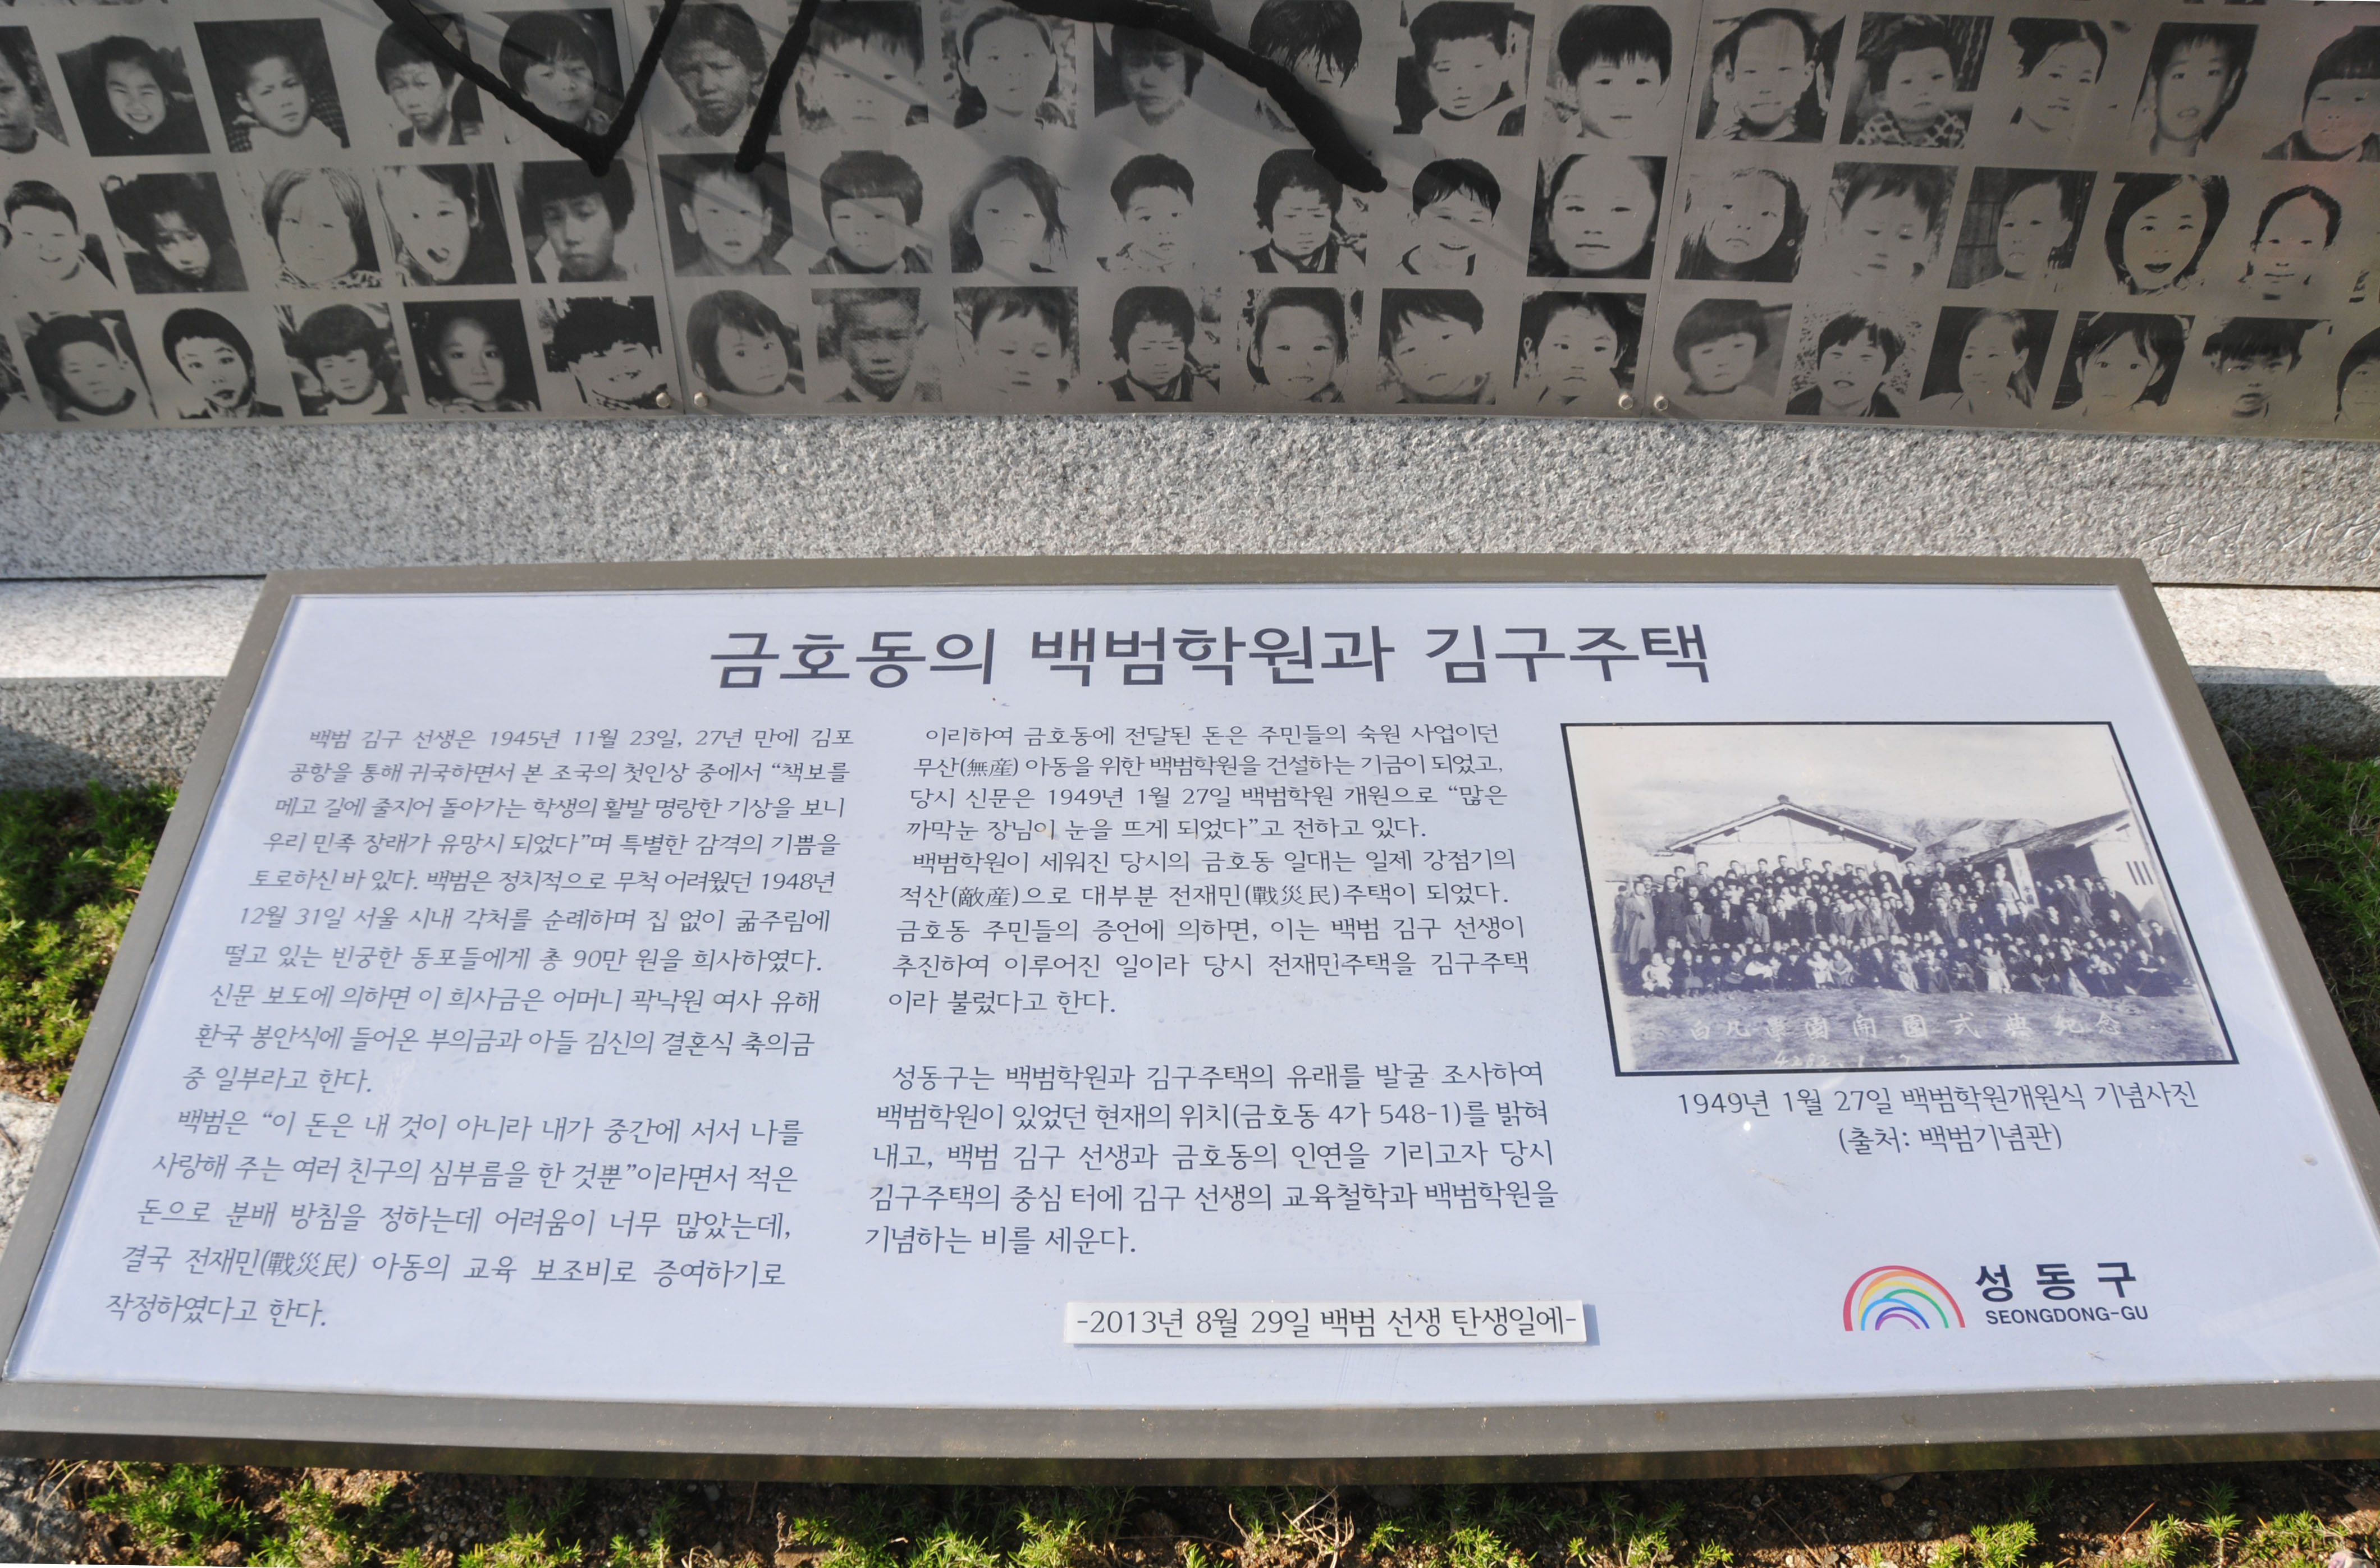 금호동의 백범학원과 김구주택
백범 김구 선생은 1945년 11월 23일, 27년 만에 김포
공항을 통해 귀국하면서 본 조국의 첫인상 중에서 “책보를
메고 길에 줄지어 돌아가는 학생의 활발 명랑한 기상을 보니
우리 민족 장래가 유망시 되었다”며 특별한 감격의 기쁨을
토로하신 바 있다. 백범은 정치적으로 무척 어려웠던 1948년
12월 31일 서울 시내 각처를 순례하며 집 없이 굶주림에
떨고 있는 빈궁한 동포들에게 총 90만 원을 희사하였다.
신문 보도에 의하면 이 희사금은 어머니 곽낙원 여사 유해
환국 봉안식에 들어온 부의금과 아들 김신의 결혼식 축의금
중 일부라고 한다.
백범은 “이 돈은 내 것이 아니라 내가 중간에 서서 나를
사랑해 주는 여러 친구의 심부름을 한 것뿐”이라면서 적은
돈으로 분배 방침을 정하는데 어려움이 너무 많았는데,
결국 전재민(戰災民) 아동의 교육 보조비로 증여하기로
작정하였다고 한다.
이리하여 금호동에 전달된 돈은 주민들의 숙원 사업이던
무산(無産) 아동을 위한 백범학원을 건설하는 기금이 되었고,
당시 신문은 1949년 1월 27일 백범학원 개원으로 “많은
까막눈 장님이 눈을 뜨게 되었다”고 전하고 있다.
백범학원이 세워진 당시의 금호동 일대는 일제 강점기의
적산(敵産)으로 대부분 전재민(戰災民)주택이 되었다.
금호동 주민들의 증언에 의하면, 이는 백범 김구 선생이
추진하여 이루어진 일이라 당시 전재민주택을 김구주택
이라 불렀다고 한다.
성동구는 백범학원과 김구주택의 유래를 발굴 조사하여
백범학원이 있었던 현재의 위치(금호동 4가 548-1)를 밝혀
내고, 백범 김구 선생과 금호동의 인연을 기리고자 당시
김구주택의 중심 터에 김구 선생의 교육철학과 백범학원을
기념하는 비를 세운다.
-2013년 8월 29일 백범 선생 탄생일에-
白凡學園開園式典紀念
1949년 1월 27일 백범학원개원식 기념사진
(출처: 백범기념관)
성동구
SEONGDONG-GU